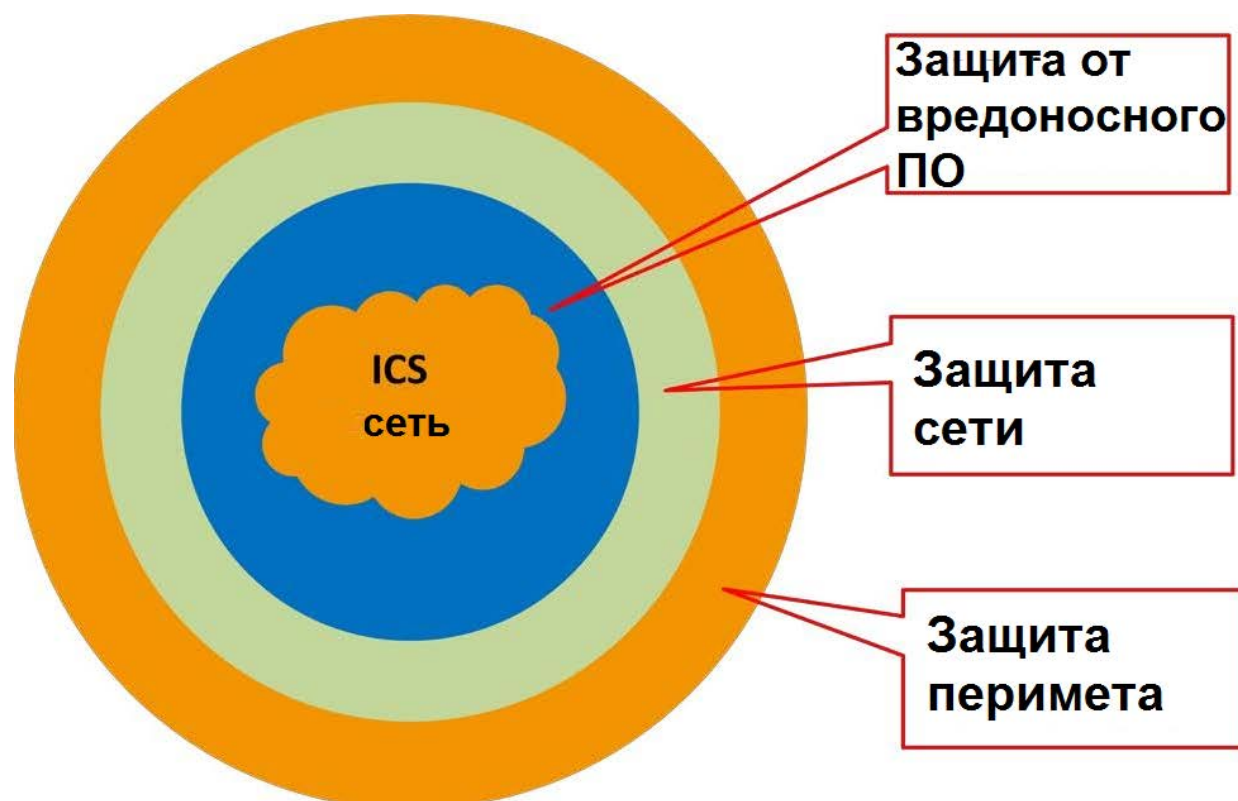 Защита от
вредоносного
ПО
ICS
сеть
Защита
сети
Защита
перимета